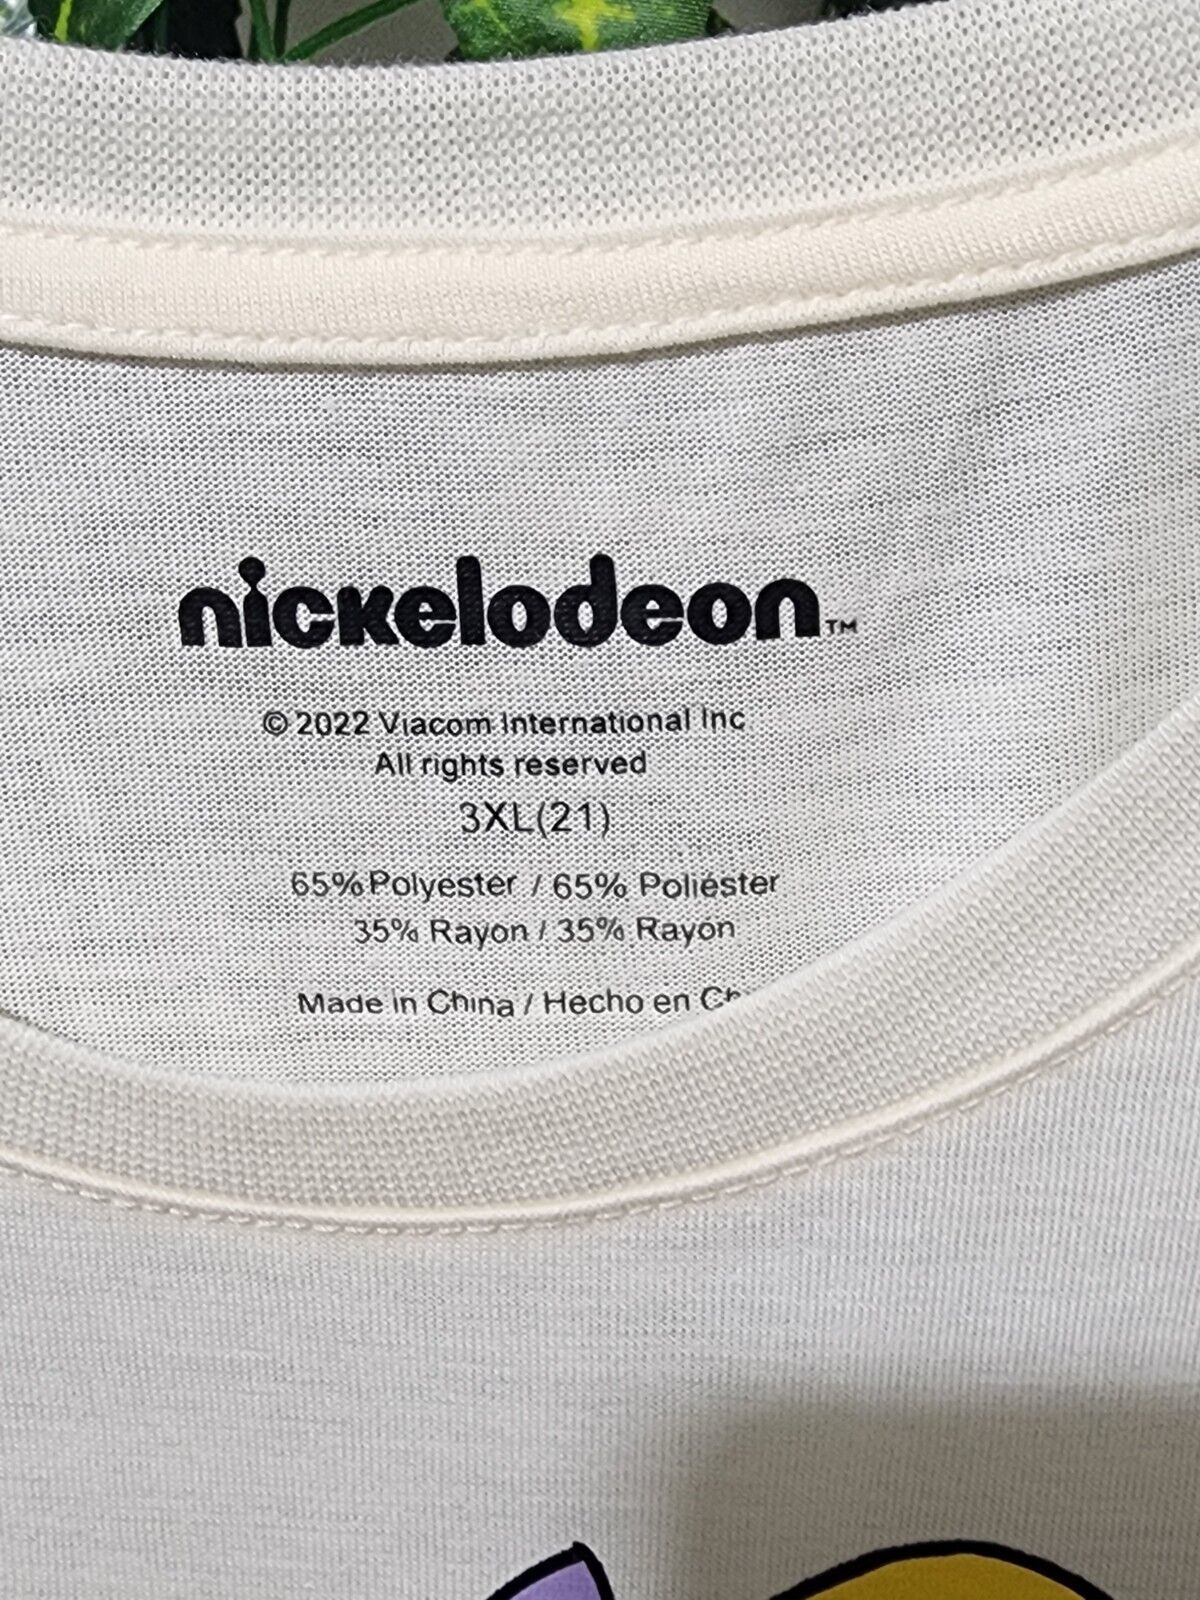 nickelodeon™
© 2022 Viacom International Inc
All rights reserved
3XL(21)
65% Polyester / 65% Poliéster
35% Rayon / 35% Rayon
Made in China / Hecho en